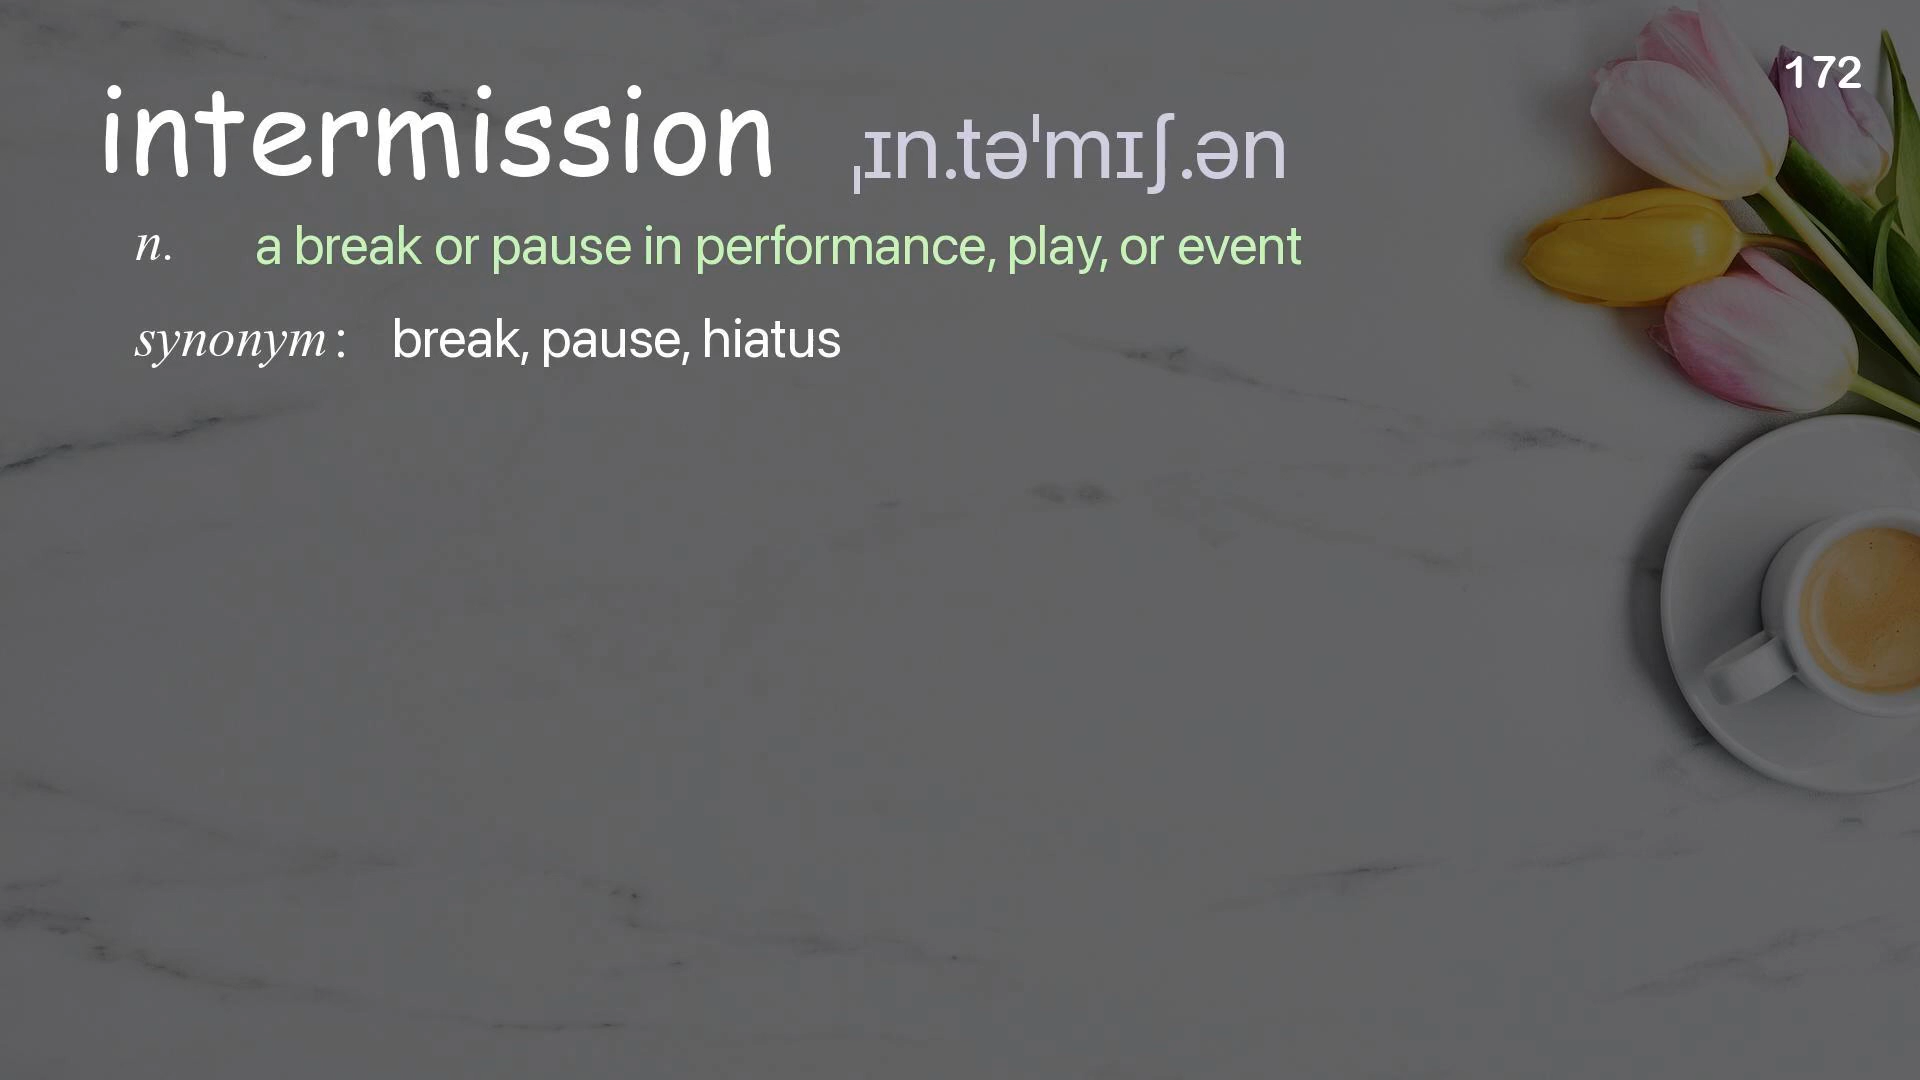 172
intermission ˌɪn.təˈmɪʃ.ən
n. a break or pause in performance, play, or event
synonym: break, pause, hiatus